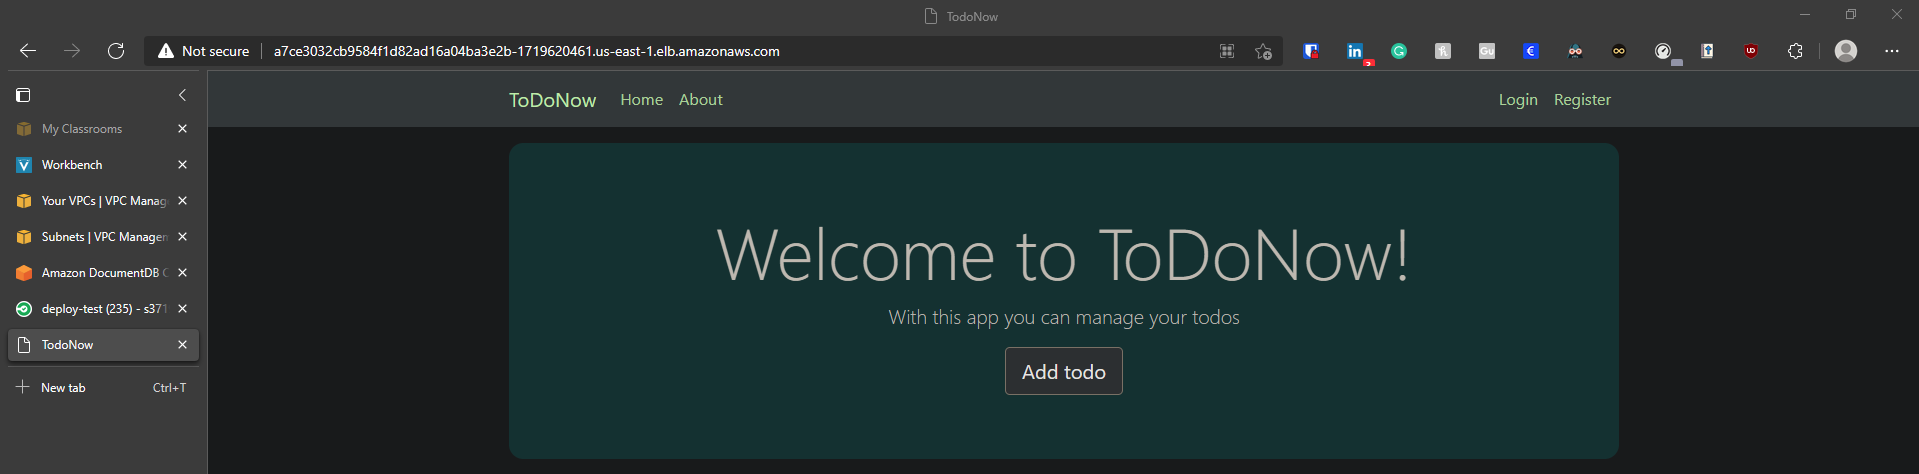 TodoNow
Not secure
a7ce3032cb9584f1d82ad16a04ba3e2b-1719620461.us-east-1.elb.amazonaws.com
My Classrooms
Workbench
Your VPCs | VPC Manag
Subnets | VPC Managem
Amazon DocumentDB
deploy-test (235) - s371
TodoNow
New tab Ctrl+T
ToDoNow Home About Login Register
Welcome to ToDoNow!
With this app you can manage your todos
Add todo